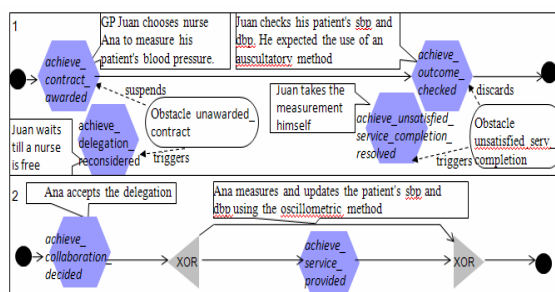 1
GP Juan chooses nurse
Ana to measure his
patient's blood pressure.
Juan checks his patient's sbp and
dbp. He expected the use of an
auscultatory method
achieve_
contract_
awarded
achieve_
outcome_
checked
suspends
discards
Juan takes the
measurement
himself
Obstacle unawarded_
contract
Juan waits
till a nurse
is free
achieve_
delegation_
reconsidered
triggers
achieve_unsatisfied_
service_completion_
resolved
triggers
Obstacle
unsatisfied_serv_
completion
2
Ana accepts the delegation
Ana measures and updates the patient's sbp and
dbp using the oscillometric method
achieve_
collaboration_
decided
XOR
achieve_
service_
provided
XOR